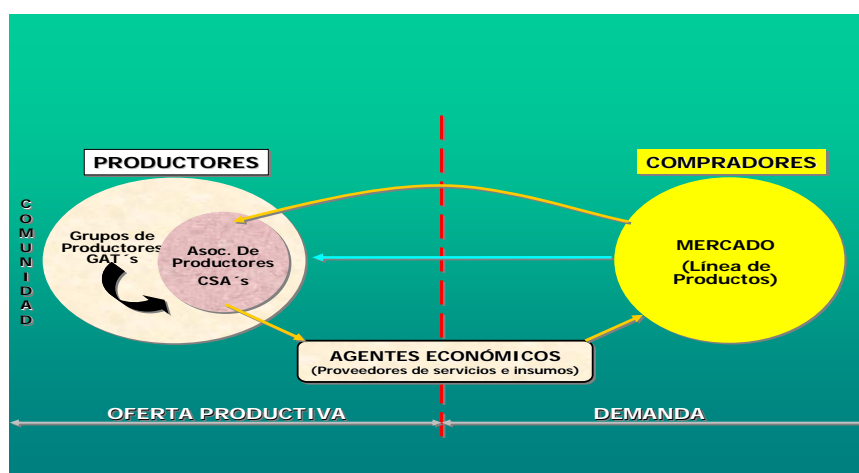 PRODUCTORES
COMPRADORES
COMUNIDAD
Grupos de
Productores
GAT´s
Asoc. De
Productores
CSA´s
MERCADO
(Línea de
Productos)
AGENTES ECONÓMICOS
(Proveedores de servicios e insumos)
OFERTA PRODUCTIVA
DEMANDA